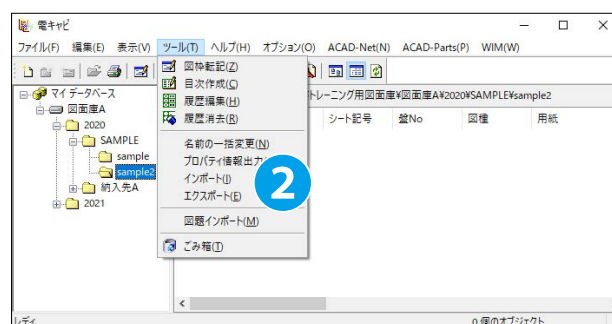 電キャビ
ファイル(F) 編集(E) 表示(V) ツール(T) ヘルプ(H) オプション(O) ACAD-Net(N) ACAD-Parts(P) WIM(W)
マイ データベース
図面庫A
2020
SAMPLE
sample
sample2
納入先A
2021
図枠転記(Z)
目次作成(C)
履歴編集(H)
履歴消去(R)
名前の一括変更(N)
プロパティ情報出力
インポート(I)
エクスポート(E)
図題インポート(M)
ごみ箱(T)
2
レーニング用図面庫¥図面庫A¥2020¥SAMPLE¥sample2
シート記号 盤No 図種 用紙
レディ 0 個のオブジェクト